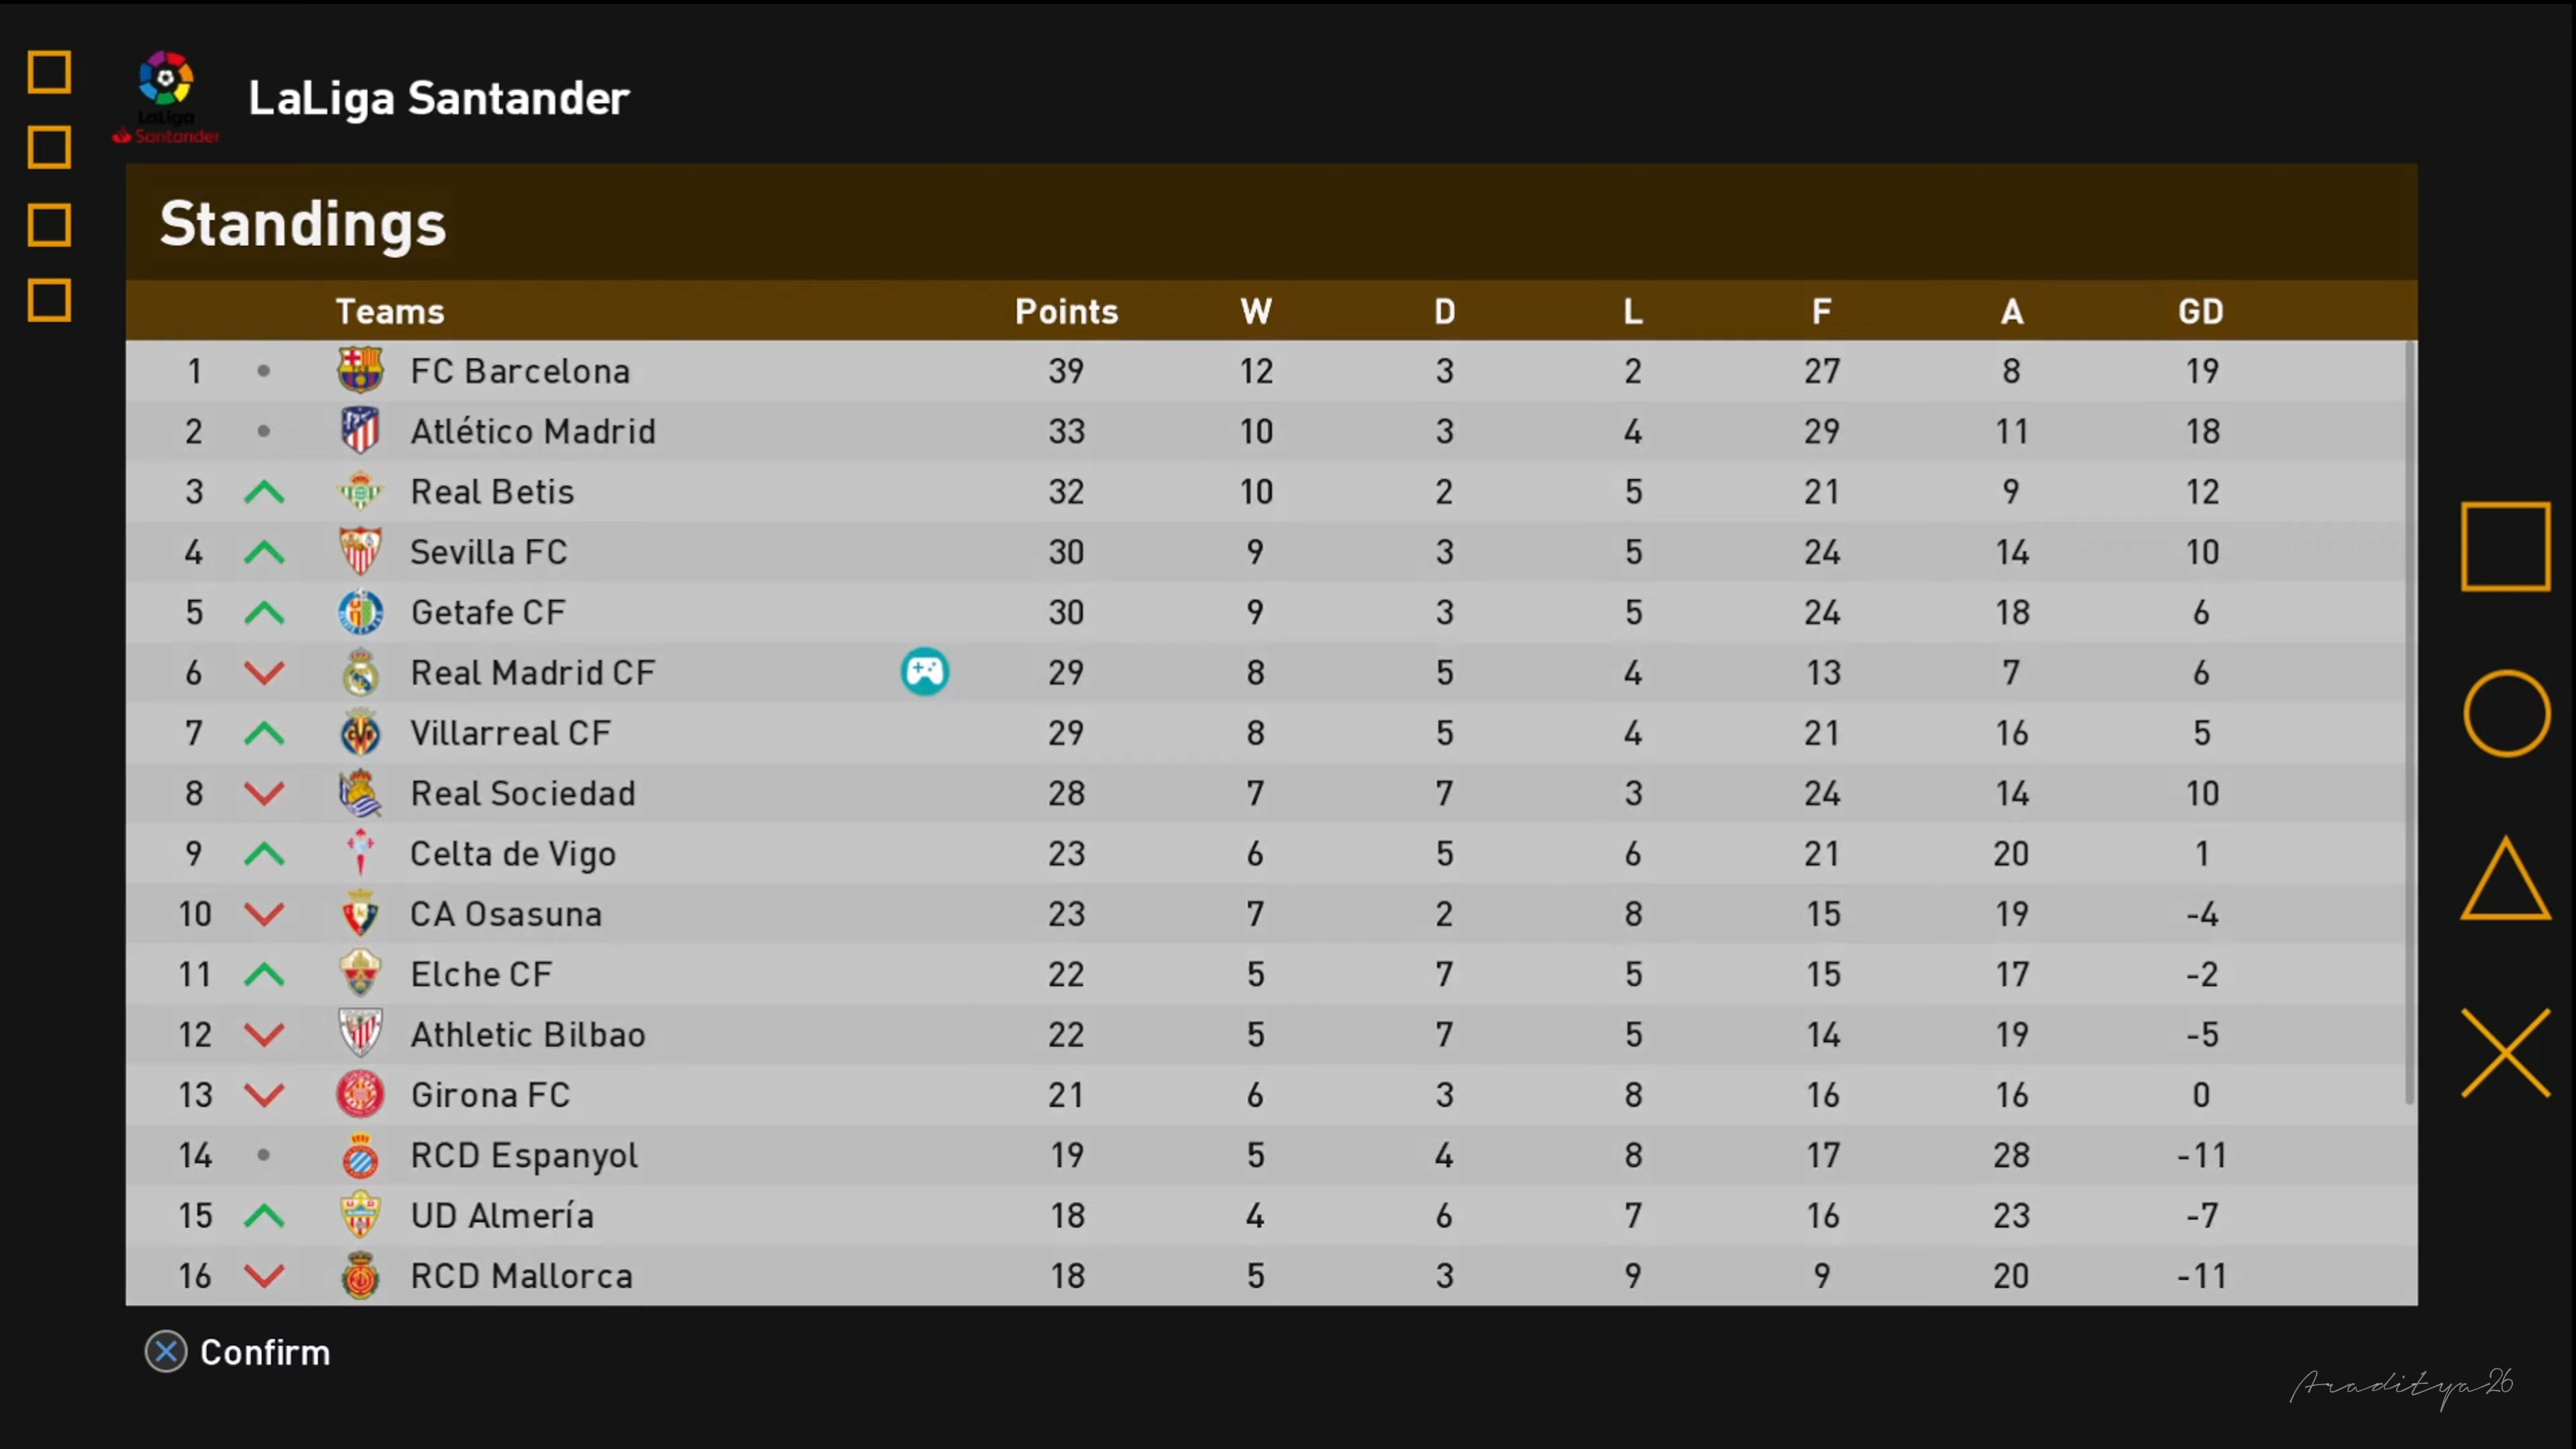 LaLiga
Santander
LaLiga Santander
Standings
Teams Points W D L F A GD
1 FC Barcelona 39 12 3 2 27 8 19
2 Atlético Madrid 33 10 3 4 29 11 18
3 Real Betis 32 10 2 5 21 9 12
4 Sevilla FC 30 9 3 5 24 14 10
5 Getafe CF 30 9 3 5 24 18 6
6 Real Madrid CF 29 8 5 4 13 7 6
7 Villarreal CF 29 8 5 4 21 16 5
8 Real Sociedad 28 7 7 3 24 14 10
9 Celta de Vigo 23 6 5 6 21 20 1
10 CA Osasuna 23 7 2 8 15 19 -4
11 Elche CF 22 5 7 5 15 17 -2
12 Athletic Bilbao 22 5 7 5 14 19 -5
13 Girona FC 21 6 3 8 16 16 0
14 RCD Espanyol 19 5 4 8 17 28 -11
15 UD Almería 18 4 6 7 16 23 -7
16 RCD Mallorca 18 5 3 9 9 20 -11
Confirm
Araditya26